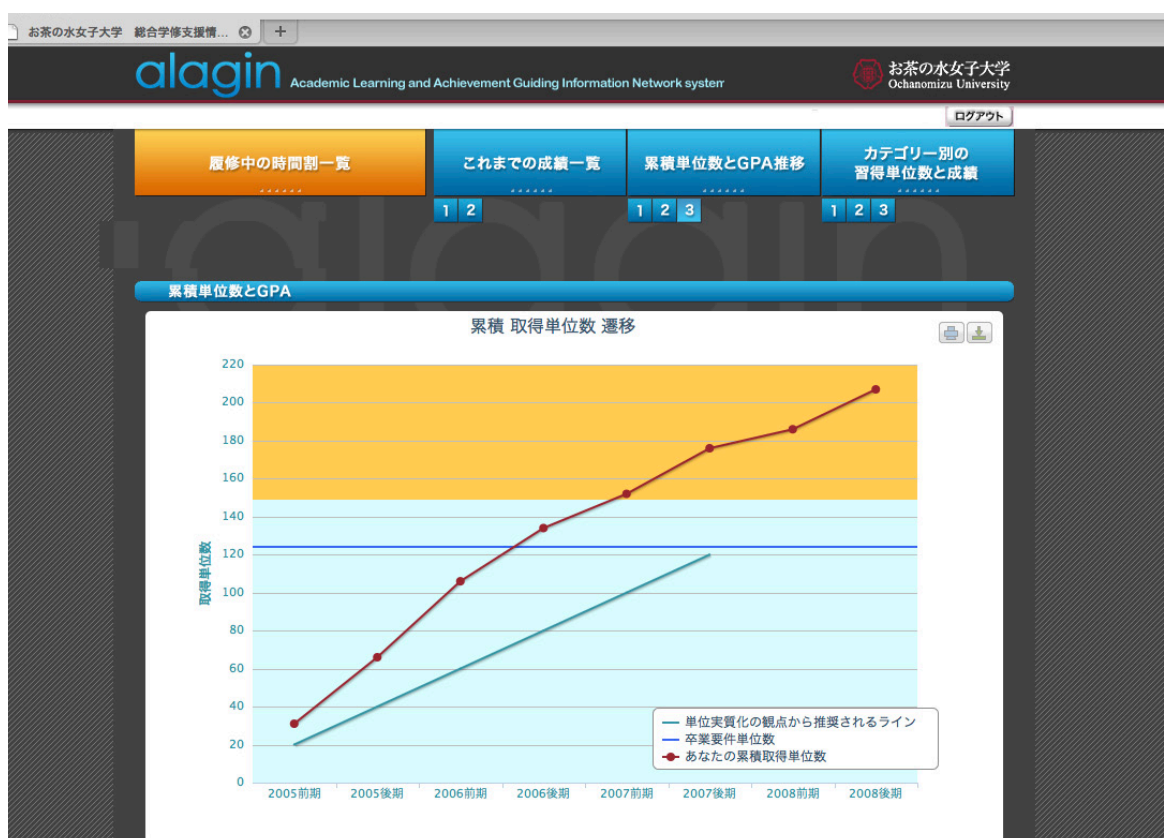 お茶の水女子大学 総合学修支援情...
alagin Academic Learning and Achievement Guiding Information Network system
お茶の水女子大学
Ochanomizu University
ログアウト
履修中の時間割一覧
これまでの成績一覧
累積単位数とGPA推移
カテゴリー別の
習得単位数と成績
1 2
1 2 3
1 2 3
alagin
累積単位数とGPA
累積 取得単位数 遷移
220
200
180
160
140
120
100
80
60
40
20
0
取得単位数
単位実質化の観点から推奨されるライン
卒業要件単位数
あなたの累積取得単位数
2005前期 2005後期 2006前期 2006後期 2007前期 2007後期 2008前期 2008後期